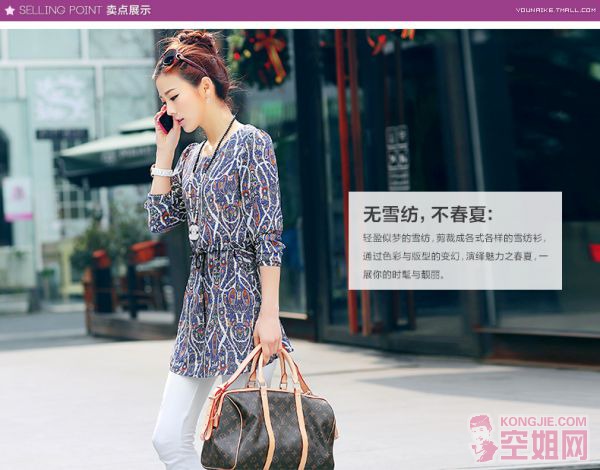 SELLING POINT 卖点展示
YOUNAIKE.TMALL.COM
无雪纺，不春夏：
轻盈似梦的雪纺，剪裁成各式各样的雪纺衫，
通过色彩与版型的变幻，演绎魅力之春夏，一
展你的时髦与靓丽。
KONGJIE.COM
空姐网